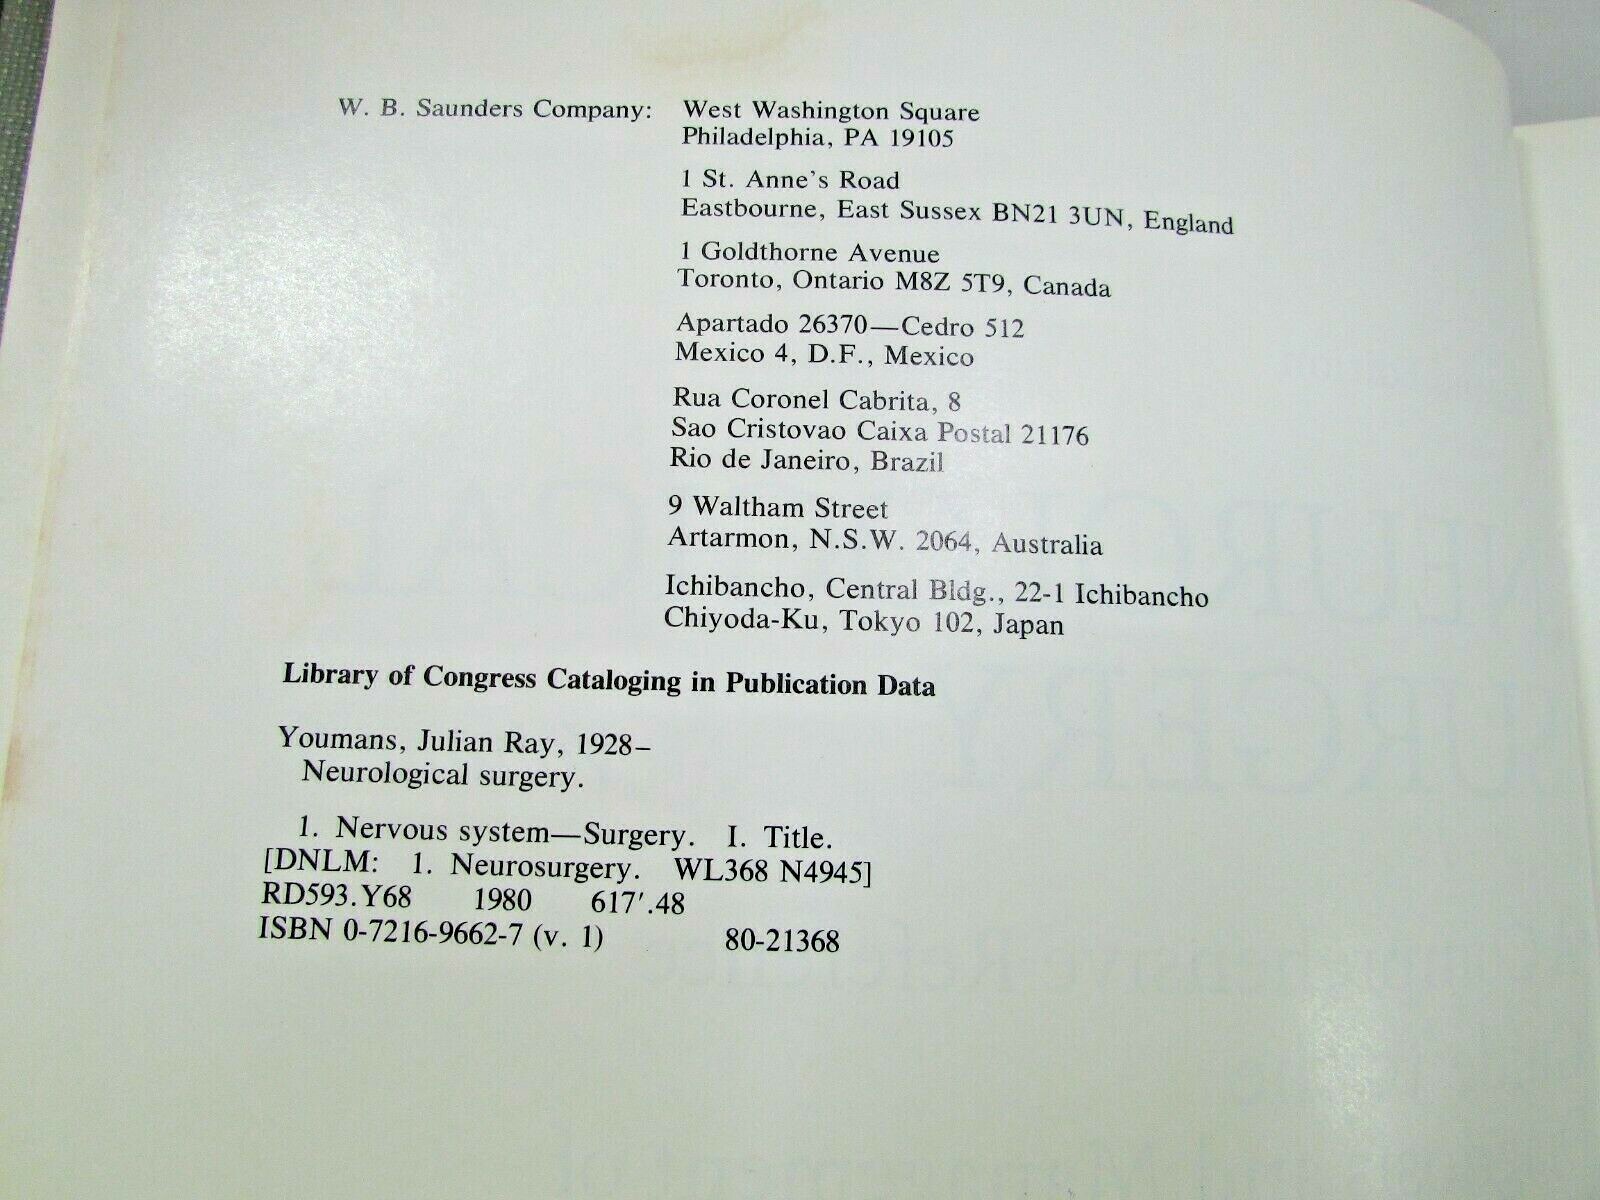 W. B. Saunders Company: West Washington Square
Philadelphia, PA 19105
1 St. Anne's Road
Eastbourne, East Sussex BN21 3UN, England
1 Goldthorne Avenue
Toronto, Ontario M8Z 5T9, Canada
Apartado 26370—Cedro 512
Mexico 4, D.F., Mexico
Rua Coronel Cabrita, 8
Sao Cristovao Caixa Postal 21176
Rio de Janeiro, Brazil
9 Waltham Street
Artarmon, N.S.W. 2064, Australia
Ichibancho, Central Bldg., 22-1 Ichibancho
Chiyoda-Ku, Tokyo 102, Japan
Library of Congress Cataloging in Publication Data
Youmans, Julian Ray, 1928–
Neurological surgery.
1. Nervous system—Surgery. I. Title.
[DNLM: 1. Neurosurgery. WL368 N4945]
RD593.Y68 1980 617′.48
ISBN 0-7216-9662-7 (v. 1) 80-21368